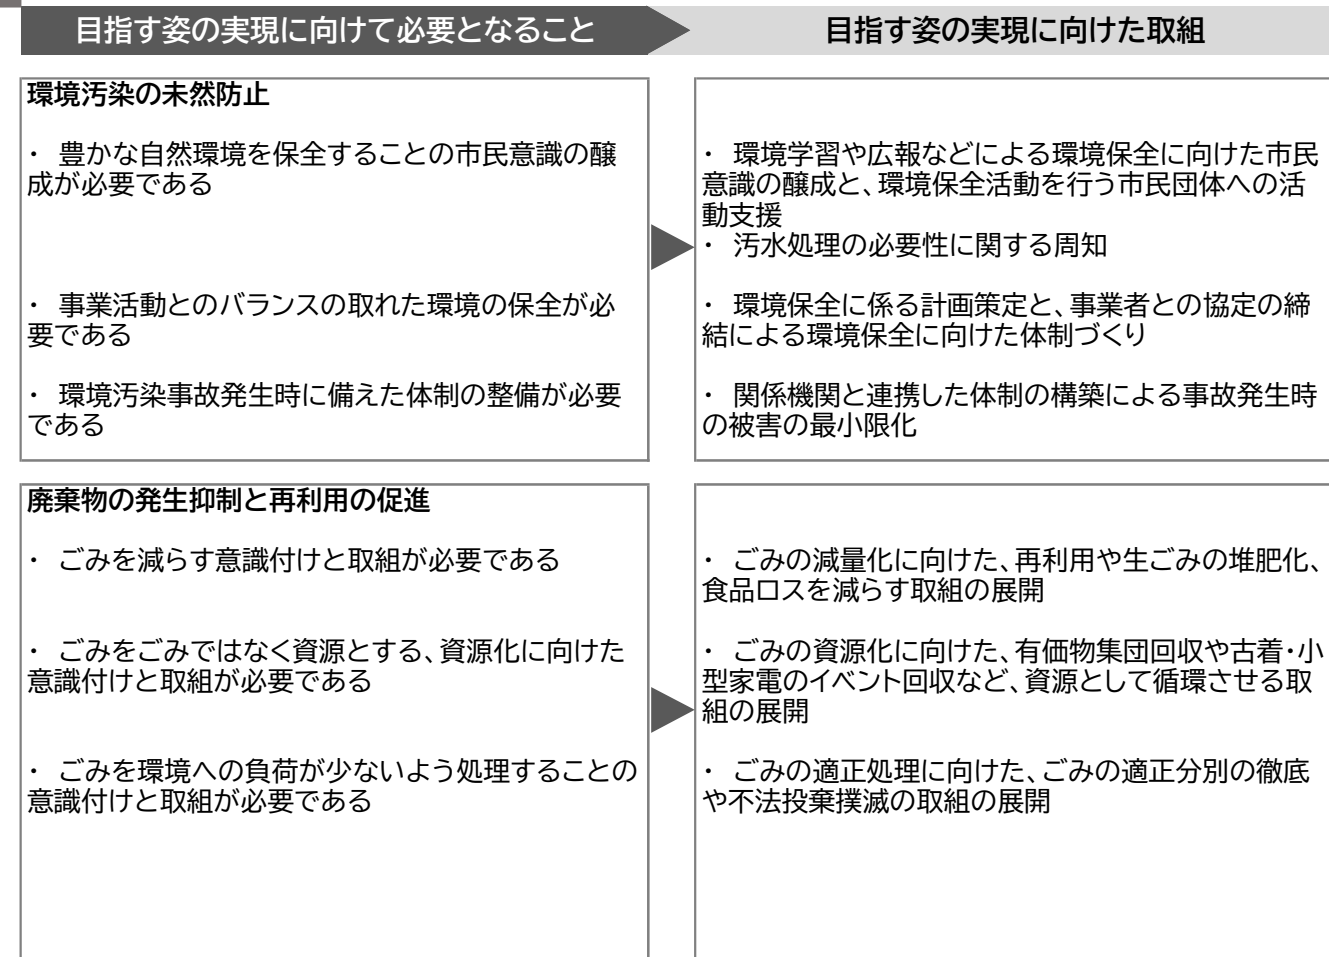 目指す姿の実現に向けて必要となること
目指す姿の実現に向けた取組
環境汚染の未然防止
・ 豊かな自然環境を保全することの市民意識の醸
成が必要である
・ 事業活動とのバランスの取れた環境の保全が必
要である
・ 環境汚染事故発生時に備えた体制の整備が必要
である
・ 環境学習や広報などによる環境保全に向けた市民
意識の醸成と、環境保全活動を行う市民団体への活
動支援
・ 汚水処理の必要性に関する周知
・ 環境保全に係る計画策定と、事業者との協定の締
結による環境保全に向けた体制づくり
・ 関係機関と連携した体制の構築による事故発生時
の被害の最小限化
廃棄物の発生抑制と再利用の促進
・ ごみを減らす意識付けと取組が必要である
・ ごみをごみではなく資源とする、資源化に向けた
意識付けと取組が必要である
・ ごみを環境への負荷が少ないよう処理することの
意識付けと取組が必要である
・ ごみの減量化に向けた、再利用や生ごみの堆肥化、
食品ロスを減らす取組の展開
・ ごみの資源化に向けた、有価物集団回収や古着・小
型家電のイベント回収など、資源として循環させる取
組の展開
・ ごみの適正処理に向けた、ごみの適正分別の徹底
や不法投棄撲滅の取組の展開